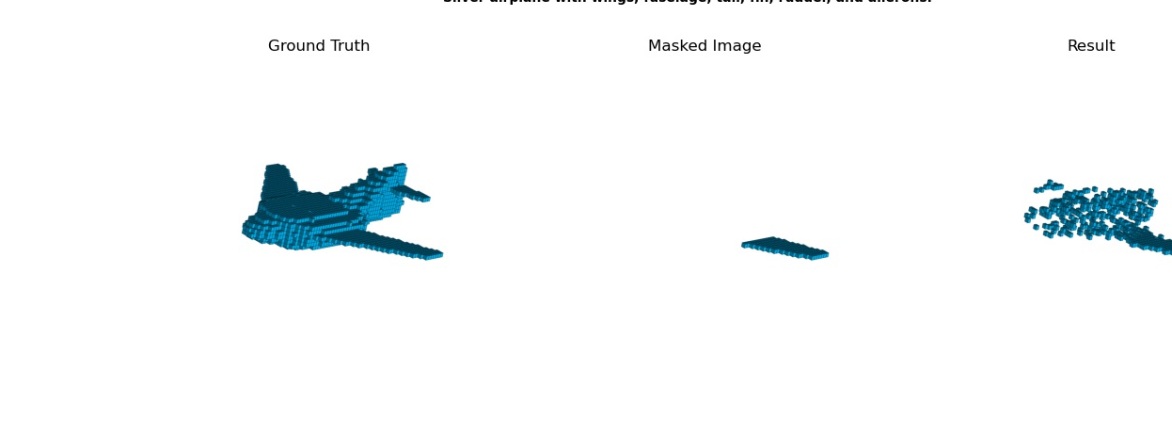 Silver airplane with wings, fuselage, tail, fin, rudder, and ailerons.
Ground Truth
Masked Image
Result